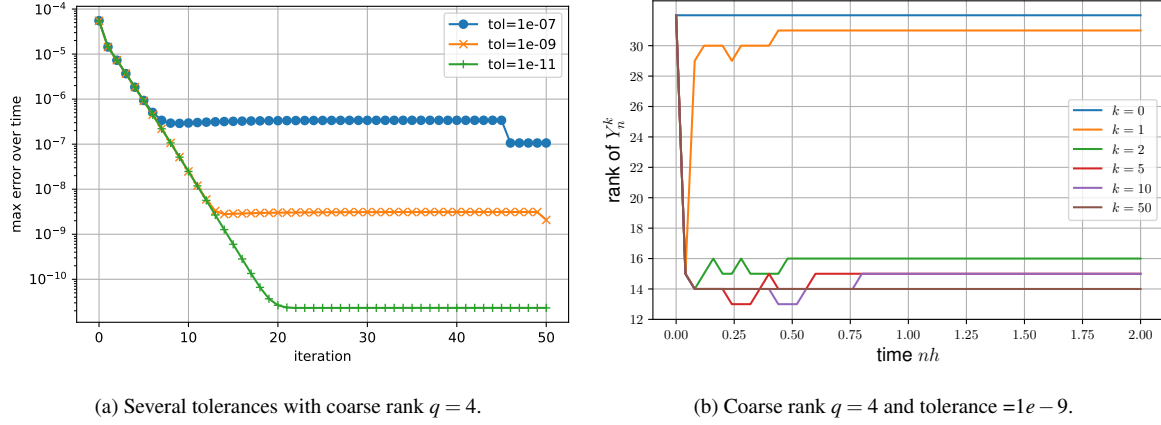 10⁻⁴
10⁻⁵
10⁻⁶
10⁻⁷
10⁻⁸
10⁻⁹
10⁻¹⁰
max error over time
0 10 20 30 40 50
iteration
tol=1e-07
tol=1e-09
tol=1e-11
(a) Several tolerances with coarse rank q = 4.
30
28
26
24
22
20
18
16
14
12
rank of Yₙᵏ
0.00 0.25 0.50 0.75 1.00 1.25 1.50 1.75 2.00
time nh
k = 0
k = 1
k = 2
k = 5
k = 10
k = 50
(b) Coarse rank q = 4 and tolerance =1e − 9.